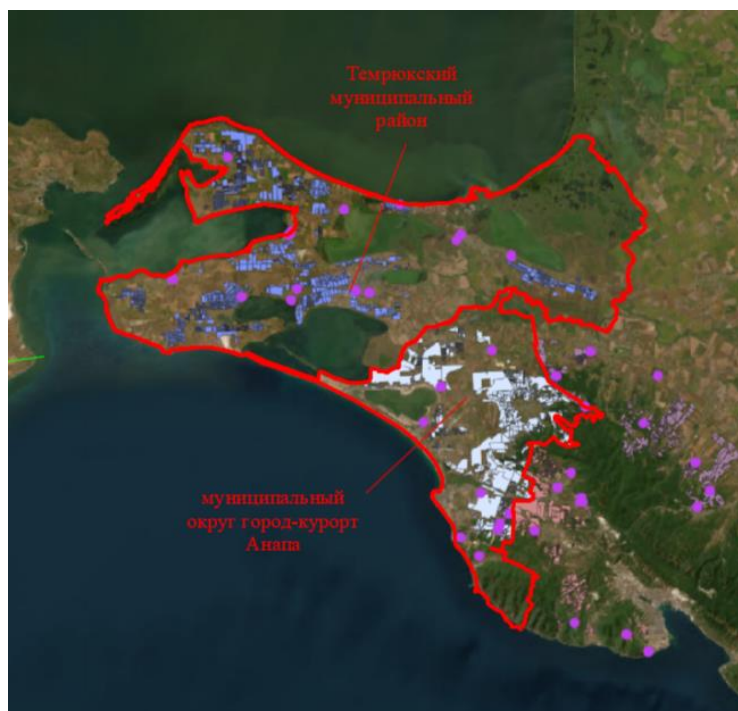 Темрюкский
муниципальный
район
муниципальный
округ город-курорт
Анапа